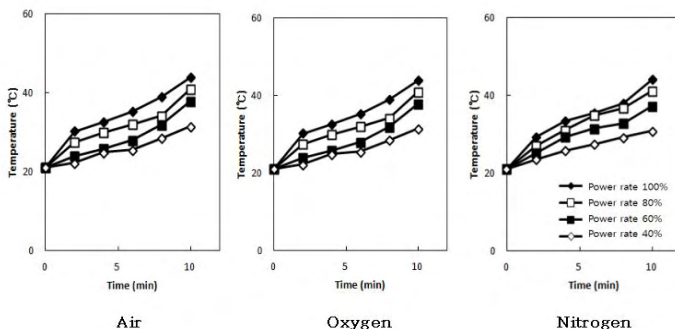 60
40
20
0
Temperature (℃)
0
5
10
Time (min)
Air
60
40
20
0
Temperature (℃)
0
5
10
Time (min)
Oxygen
60
40
20
0
Temperature (℃)
Power rate 100%
Power rate 80%
Power rate 60%
Power rate 40%
0
5
10
Time (min)
Nitrogen